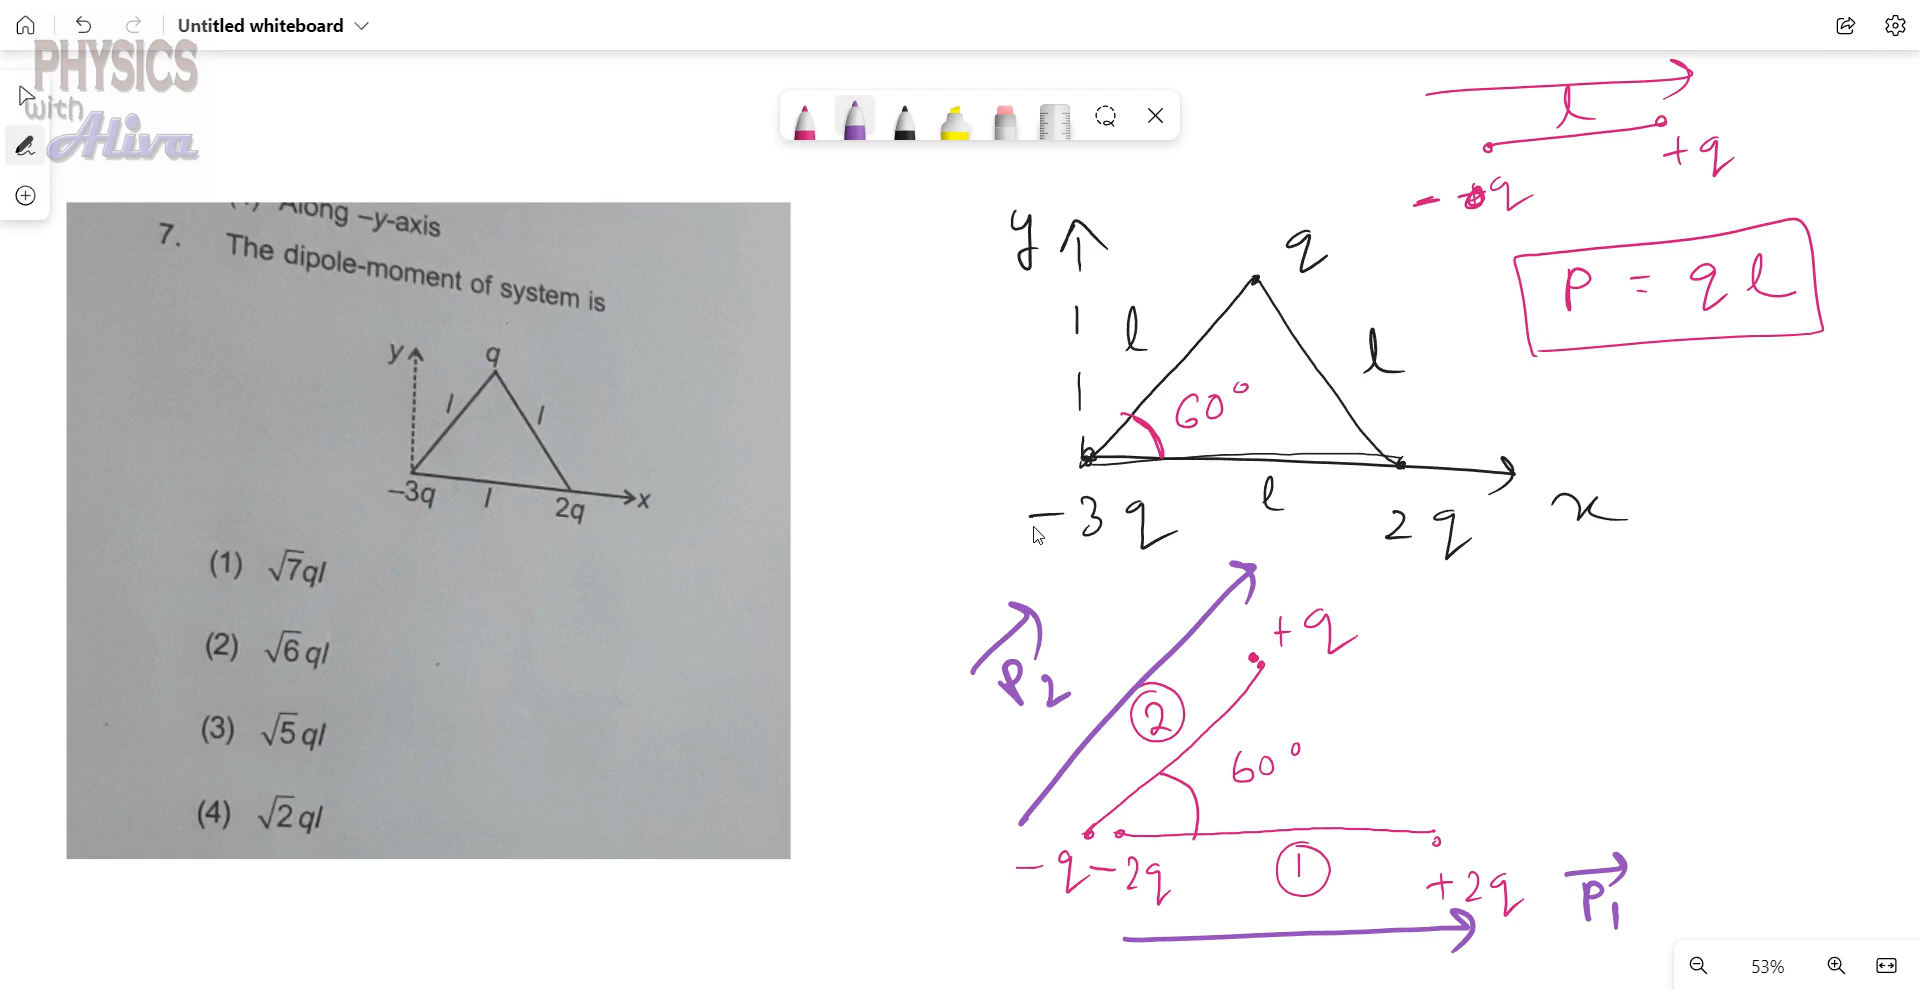 Untitled whiteboard
PHYSICS
with
Aliva
Along –y-axis
7. The dipole-moment of system is
y
q
l
l
–3q
l
2q
x
(1) √7ql
(2) √6ql
(3) √5ql
(4) √2ql
l
+q
-q
P = ql
y
q
l
l
60°
-3q
l
2q
x
P2
+q
2
60°
-q
-2q
1
+2q
P1
53%